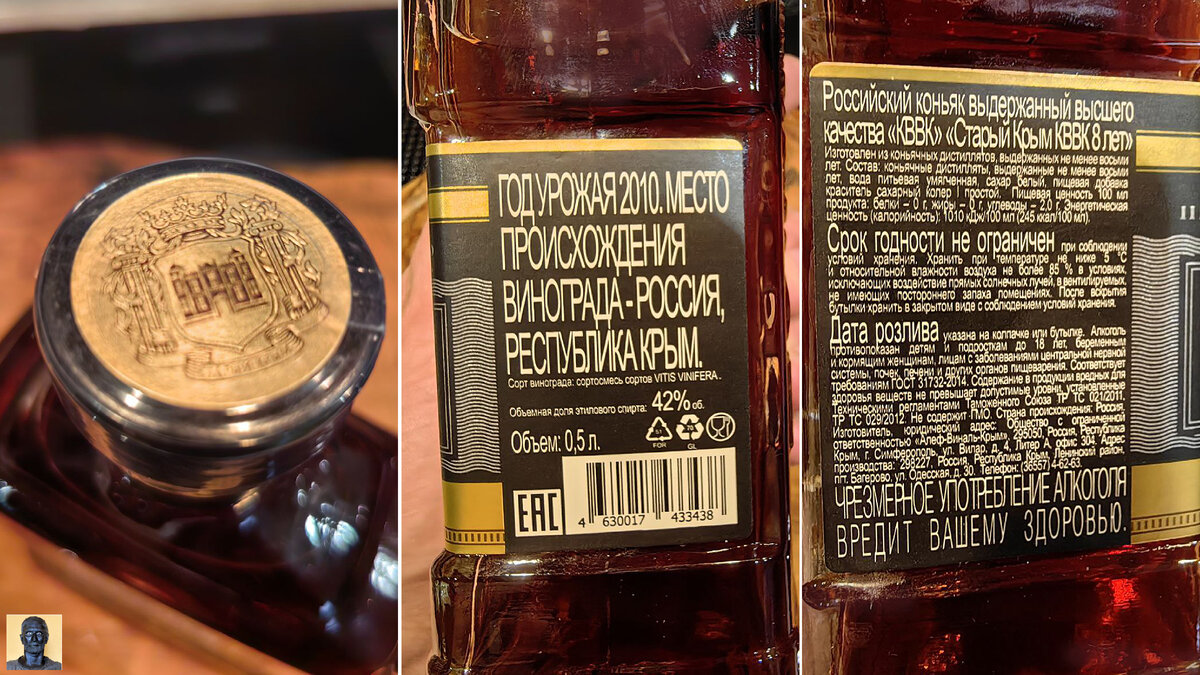 ГОД УРОЖАЯ 2010. МЕСТО
ПРОИСХОЖДЕНИЯ
ВИНОГРАДА - РОССИЯ,
РЕСПУБЛИКА КРЫМ.
Сорт винограда: сортосмесь сортов VITIS VINIFERA.
Объемная доля этилового спирта: 42% об.
Объем: 0,5 л.
FOR
GL
EAC
4 630017 433438
Российский коньяк выдержанный высшего
качества «КВВК» «Старый Крым КВВК 8 лет»
Изготовлен из коньячных дистиллятов, выдержанных не менее восьми
лет. Состав: коньячные дистилляты, выдержанные не менее восьми
лет, вода питьевая умягченная, сахар белый, пищевая добавка
краситель сахарный колер I простой. Пищевая ценность 100 мл
продукта: белки – 0 г, жиры – 0 г, углеводы – 2,0 г. Энергетическая
ценность (калорийность): 1010 кДж/100 мл (245 ккал/100 мл).
Срок годности не ограничен при соблюдении
условий хранения. Хранить при температуре не ниже 5 °С
и относительной влажности воздуха не более 85 % в условиях,
исключающих воздействие прямых солнечных лучей, в вентилируемых,
не имеющих постороннего запаха помещениях. После вскрытия
бутылки хранить в закрытом виде с соблюдением условий хранения.
Дата розлива указана на колпачке или бутылке. Алкоголь
противопоказан детям и подросткам до 18 лет, беременным
и кормящим женщинам, лицам с заболеваниями центральной нервной
системы, почек, печени и других органов пищеварения. Соответствует
требованиям ГОСТ 31732-2014. Содержание в продукции вредных для
здоровья веществ не превышает допустимые уровни, установленные
Техническими регламентами Таможенного Союза ТР ТС 021/2011,
ТР ТС 029/2012. Не содержит ГМО. Страна происхождения: Россия.
Изготовитель, юридический адрес: Общество с ограниченной
ответственностью «Алеф-Виналь-Крым», 295050, Россия, Республика
Крым, г. Симферополь, ул. Вилар, д. 4, Литер А, офис 304. Адрес
производства: 298227, Россия, Республика Крым, Ленинский район,
пгт. Багерово, ул. Одесская, д. 30. Телефон: (36557) 4-62-63.
ЧРЕЗМЕРНОЕ УПОТРЕБЛЕНИЕ АЛКОГОЛЯ
ВРЕДИТ ВАШЕМУ ЗДОРОВЬЮ.